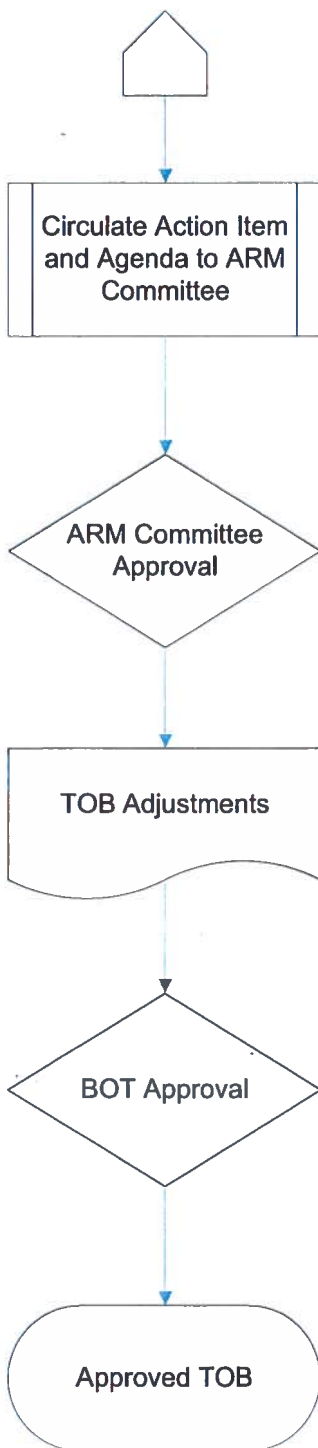 Circulate Action Item
and Agenda to ARM
Committee
ARM Committee
Approval
TOB Adjustments
BOT Approval
Approved TOB